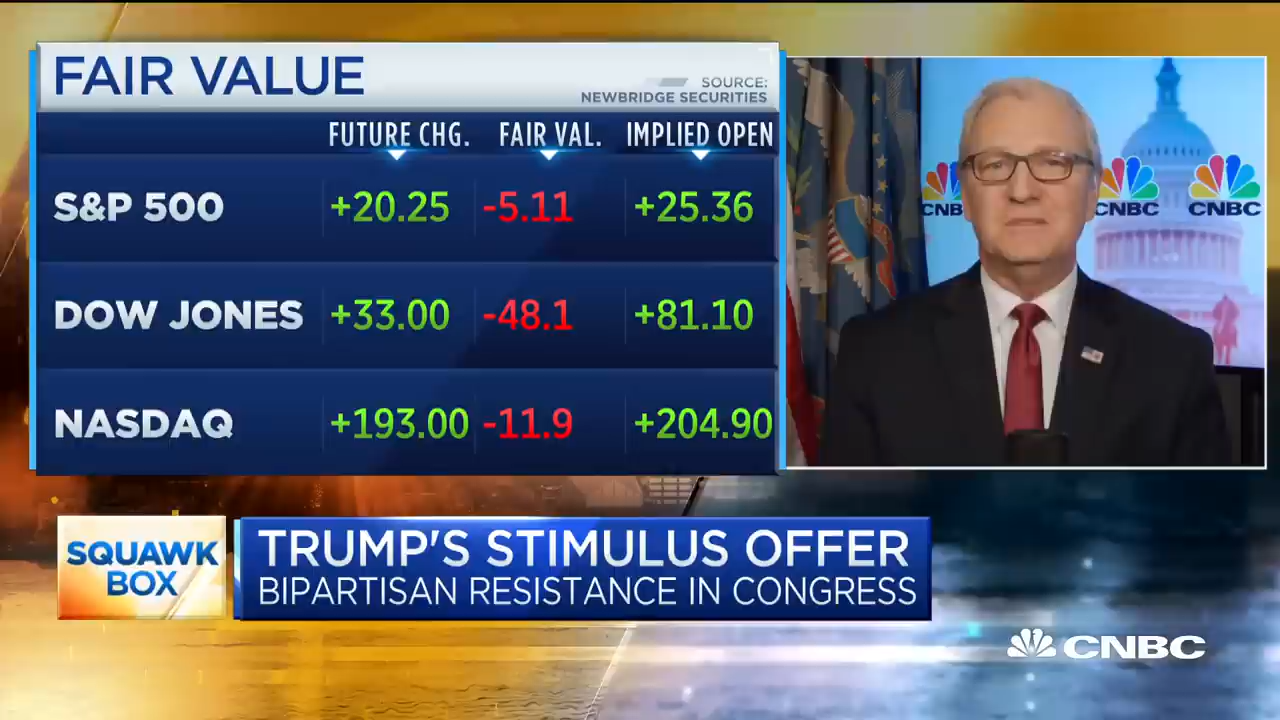 FAIR VALUE
SOURCE:
NEWBRIDGE SECURITIES
FUTURE CHG. FAIR VAL. IMPLIED OPEN
S&P 500 +20.25 -5.11 +25.36
DOW JONES +33.00 -48.1 +81.10
NASDAQ +193.00 -11.9 +204.90
CNB CNBC CNBC
SQUAWK
BOX
TRUMP'S STIMULUS OFFER
BIPARTISAN RESISTANCE IN CONGRESS
CNBC